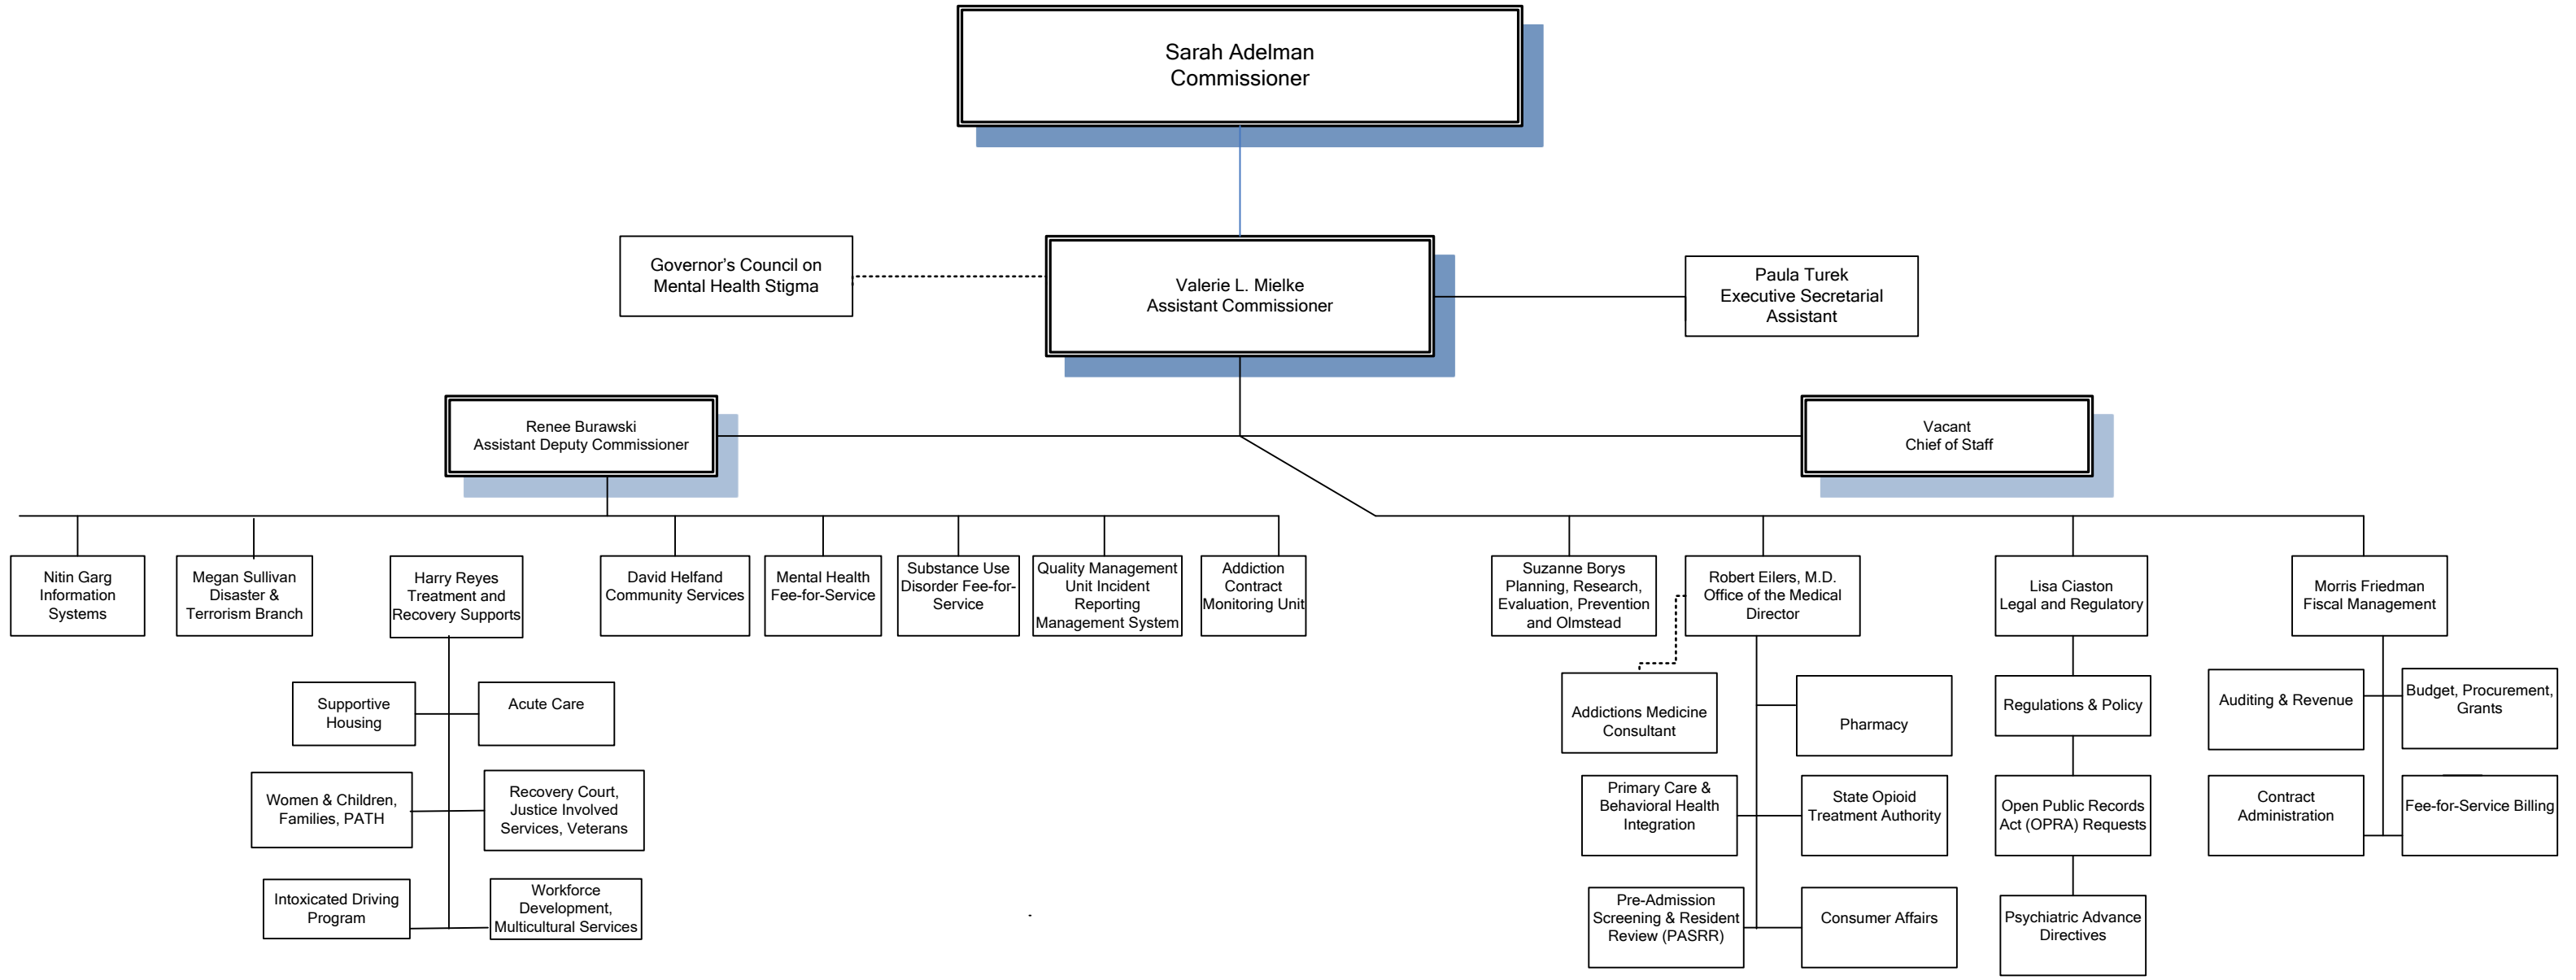 Sarah Adelman
Commissioner
Governor’s Council on
Mental Health Stigma
Valerie L. Mielke
Assistant Commissioner
Paula Turek
Executive Secretarial
Assistant
Renee Burawski
Assistant Deputy Commissioner
Vacant
Chief of Staff
Nitin Garg
Information
Systems
Megan Sullivan
Disaster &
Terrorism Branch
Harry Reyes
Treatment and
Recovery Supports
David Helfand
Community Services
Mental Health
Fee-for-Service
Substance Use
Disorder Fee-for-
Service
Quality Management
Unit Incident
Reporting
Management System
Addiction
Contract
Monitoring Unit
Suzanne Borys
Planning, Research,
Evaluation, Prevention
and Olmstead
Robert Eilers, M.D.
Office of the Medical
Director
Lisa Ciaston
Legal and Regulatory
Morris Friedman
Fiscal Management
Supportive
Housing
Acute Care
Women & Children,
Families, PATH
Recovery Court,
Justice Involved
Services, Veterans
Intoxicated Driving
Program
Workforce
Development,
Multicultural Services
Addictions Medicine
Consultant
Pharmacy
Primary Care &
Behavioral Health
Integration
State Opioid
Treatment Authority
Pre-Admission
Screening & Resident
Review (PASRR)
Consumer Affairs
Regulations & Policy
Open Public Records
Act (OPRA) Requests
Psychiatric Advance
Directives
Auditing & Revenue
Budget, Procurement,
Grants
Contract
Administration
Fee-for-Service Billing